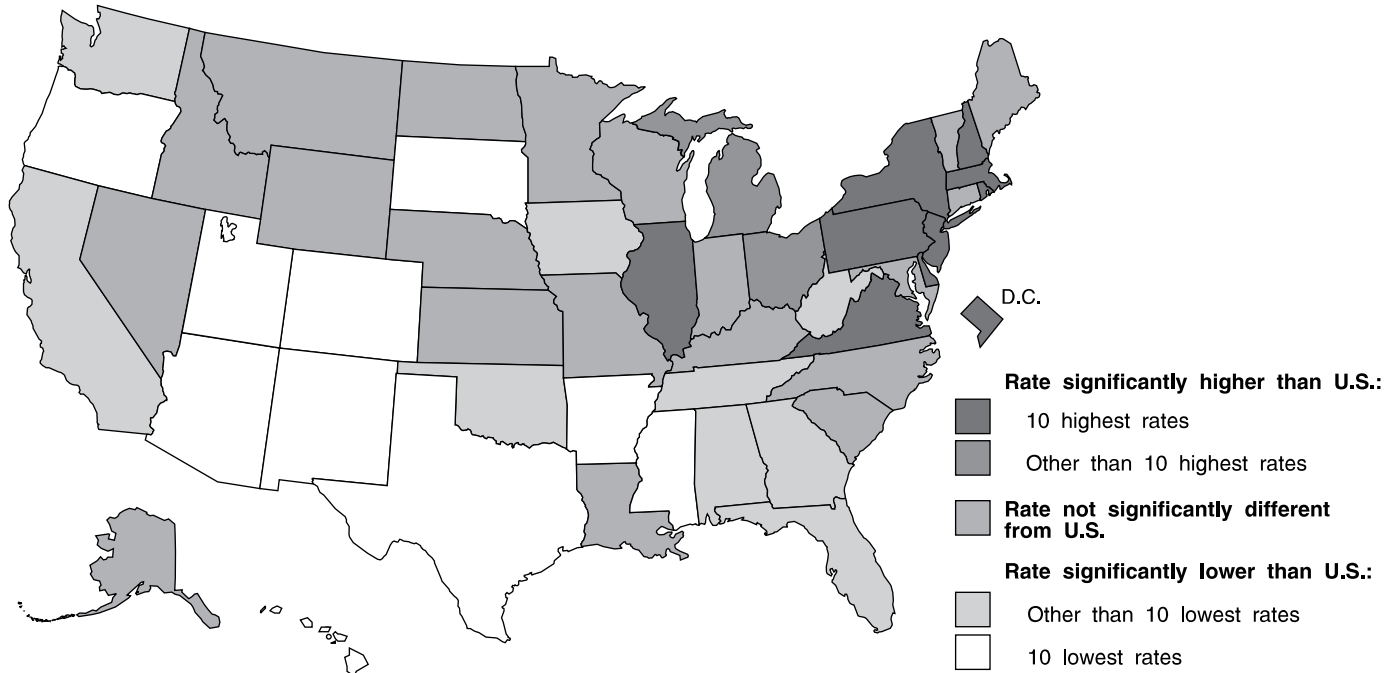 D.C.
Rate significantly higher than U.S.:
10 highest rates
Other than 10 highest rates
Rate not significantly different
from U.S.
Rate significantly lower than U.S.:
Other than 10 lowest rates
10 lowest rates